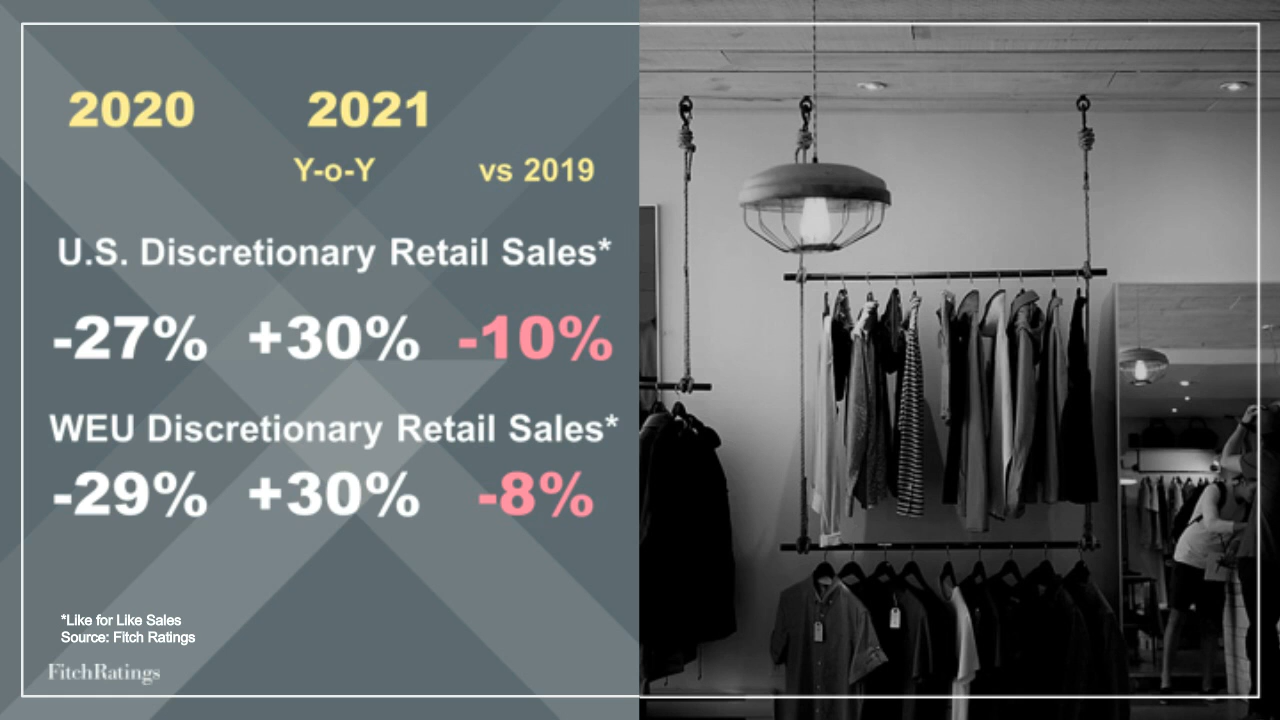 2020 2021
Y-o-Y vs 2019
U.S. Discretionary Retail Sales*
-27% +30% -10%
WEU Discretionary Retail Sales*
-29% +30% -8%
*Like for Like Sales
Source: Fitch Ratings
FitchRatings